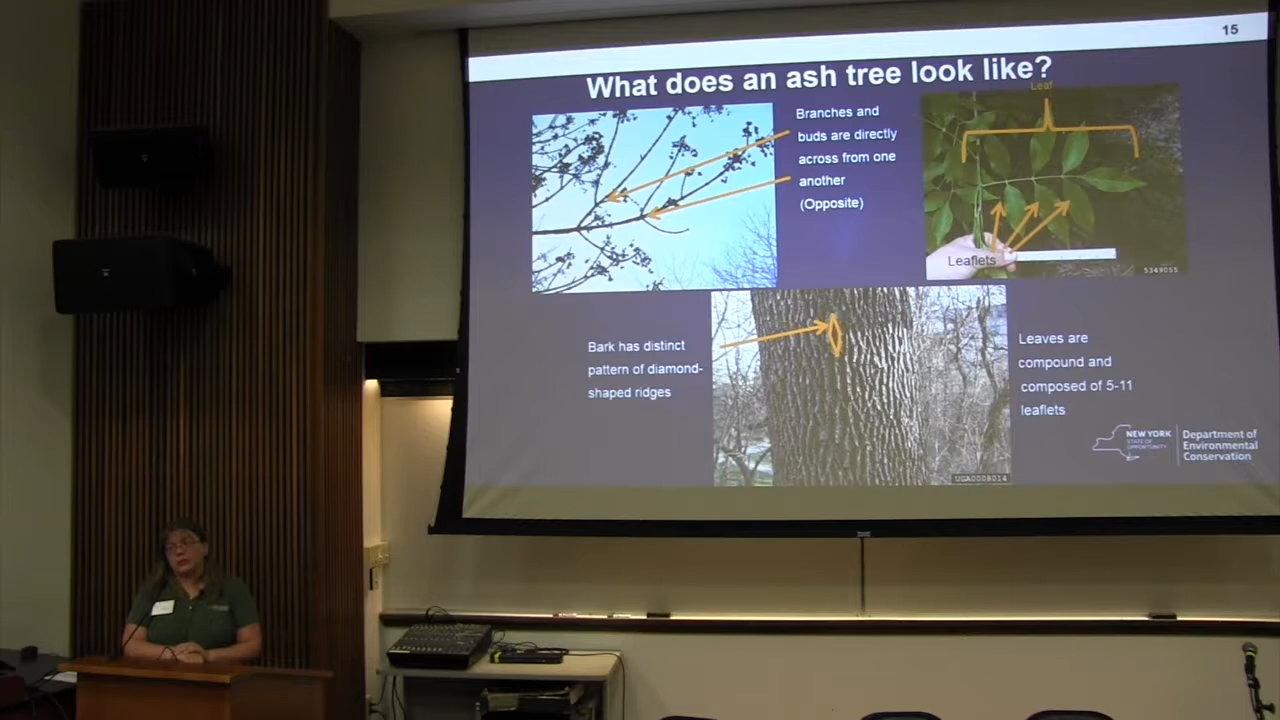 15
What does an ash tree look like?
Branches and
buds are directly
across from one
another
(Opposite)
Leaf
Leaflets
5349055
Bark has distinct
pattern of diamond-
shaped ridges
UGA0008014
Leaves are
compound and
composed of 5-11
leaflets
NEW YORK
STATE OF
OPPORTUNITY
Department of
Environmental
Conservation